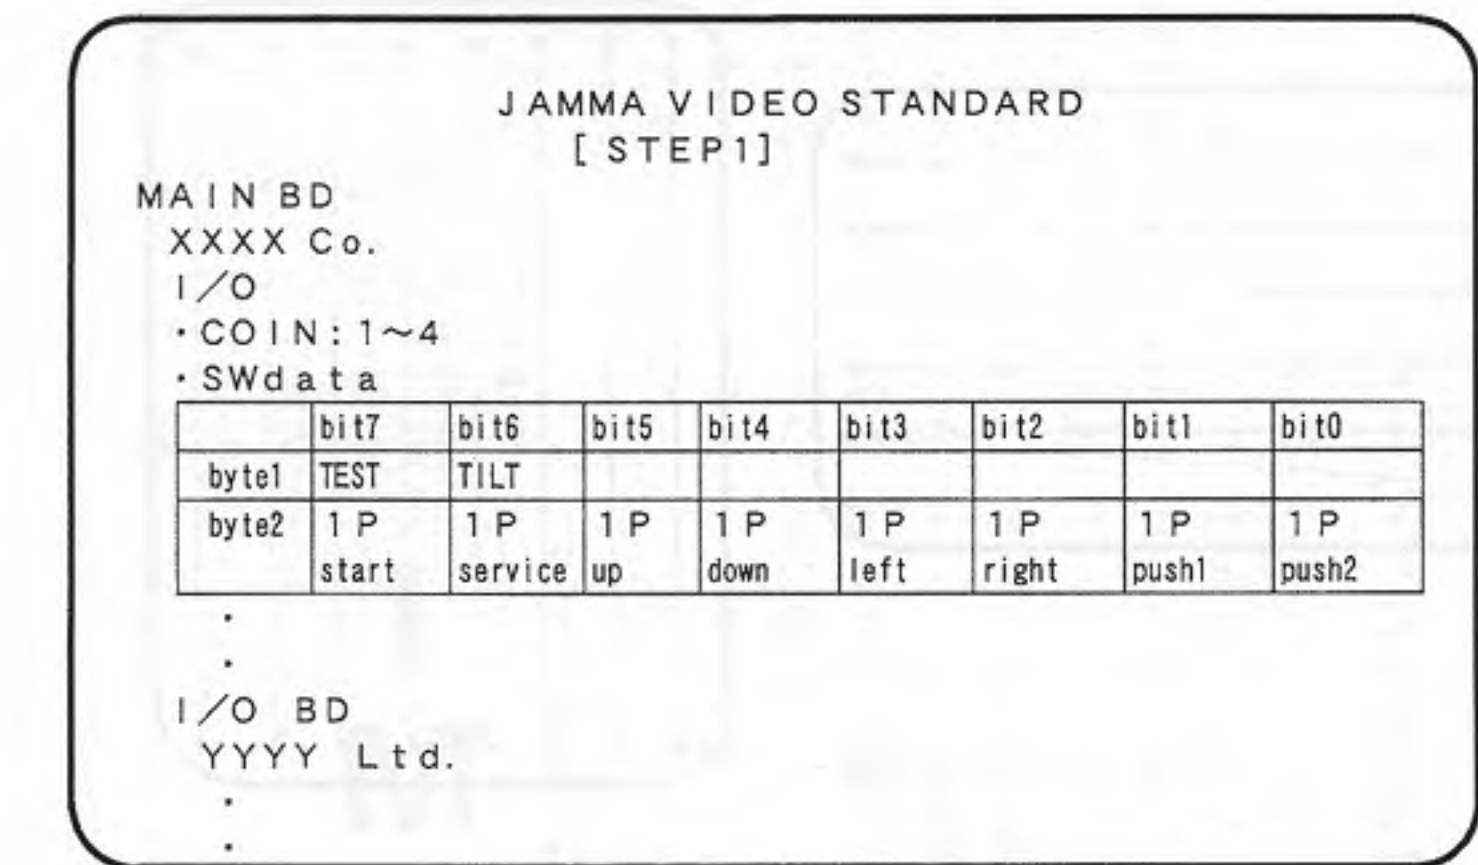 JAMMA VIDEO STANDARD
[STEP1]
MAIN BD
XXXX Co.
I/O
・COIN:1~4
・SWdata
bit7 bit6 bit5 bit4 bit3 bit2 bit1 bit0
byte1 TEST TILT
byte2 1P 1P 1P 1P 1P 1P 1P 1P
start service up down left right push1 push2
・
・
I/O BD
YYYY Ltd.
・
・